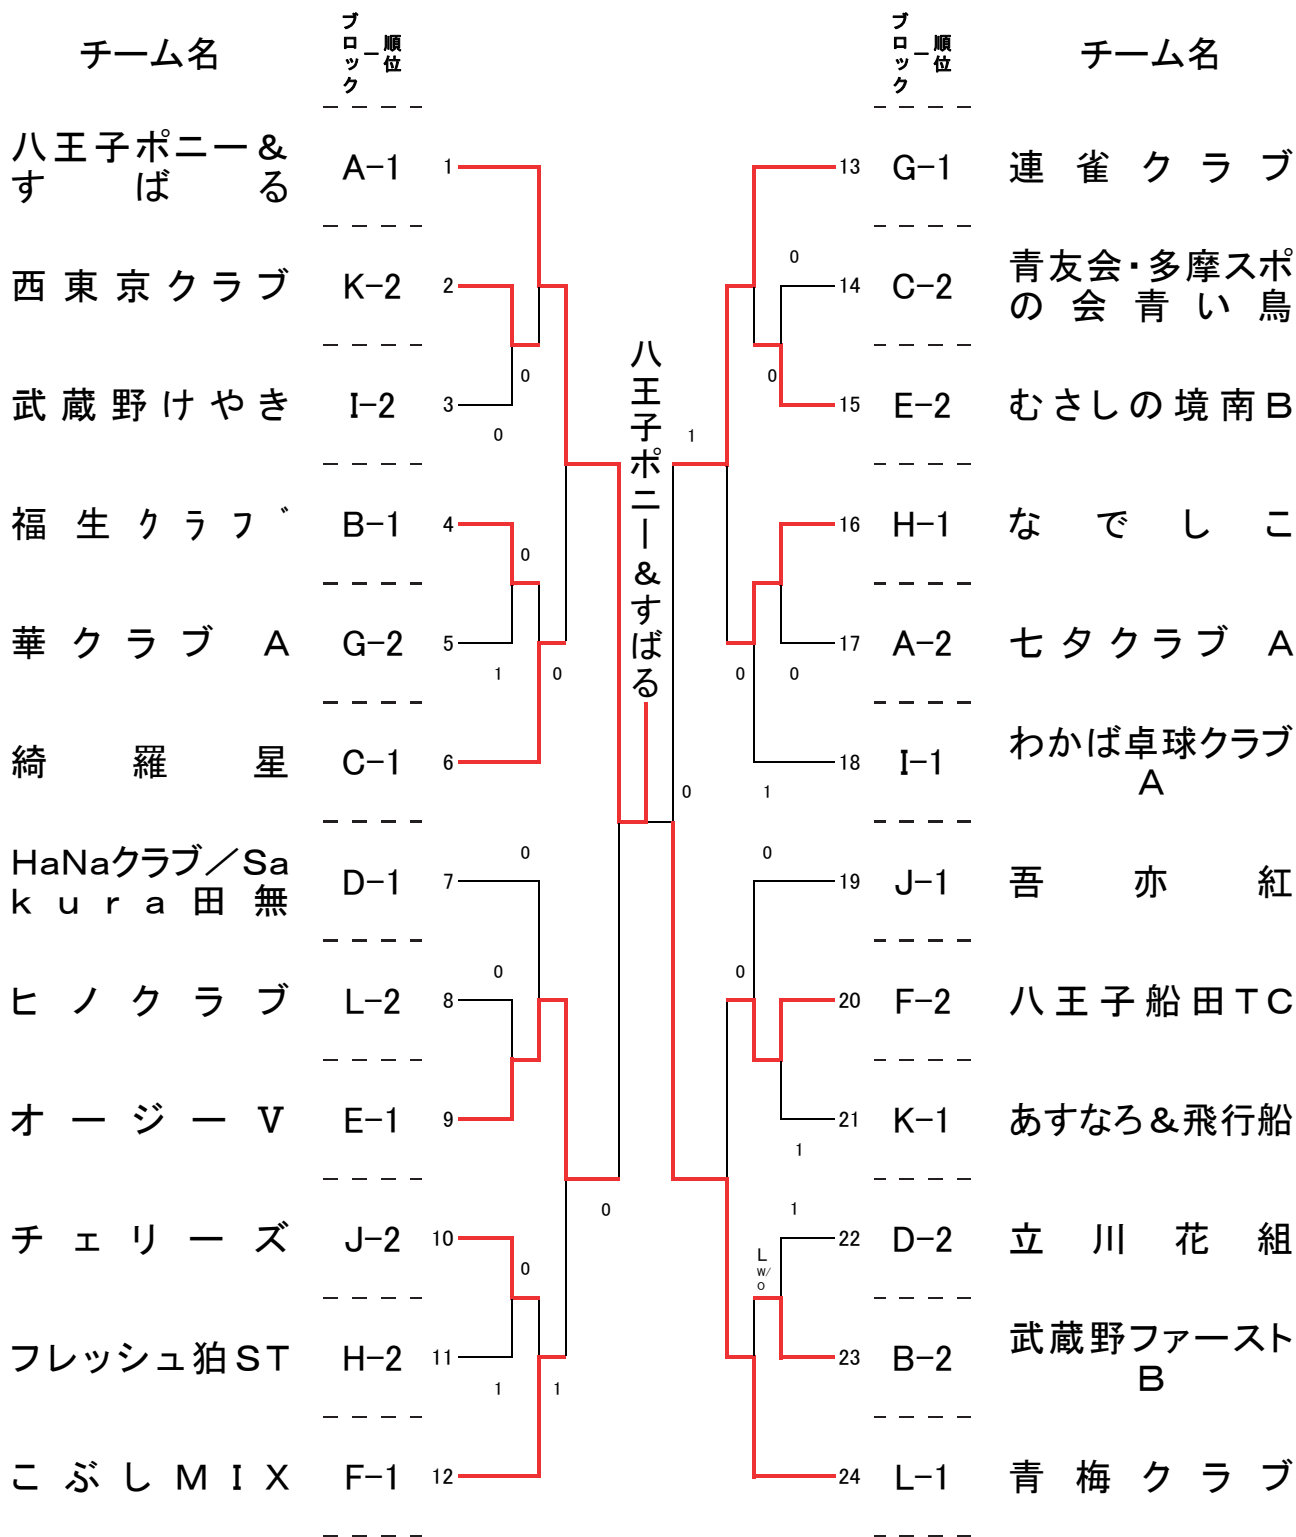 チーム名 ブロック-順位 ブロック-順位 チーム名
八王子ポニー&
すばる A-1 1 13 G-1 連雀クラブ
0
西東京クラブ K-2 2 14 C-2 青友会・多摩スポ
の会青い鳥
0 0
武蔵野けやき I-2 3 15 E-2 むさしの境南B
0 1
福生クラブ B-1 4 16 H-1 なでしこ
0
華クラブ A G-2 5 17 A-2 七夕クラブ A
1 0 0 0
綺羅星 C-1 6 18 I-1 わかば卓球クラブ
A
0 1
八王子ポニー&すばる
0 0
HaNaクラブ/Sa
kura田無 D-1 7 19 J-1 吾亦紅
0 0
ヒノクラブ L-2 8 20 F-2 八王子船田TC
オージーV E-1 9 21 K-1 あすなろ&飛行船
1
0 1
チェリーズ J-2 10 22 D-2 立川花組
0 L
W/
O
フレッシュ狛ST H-2 11 23 B-2 武蔵野ファースト
B
1 1
こぶしMIX F-1 12 24 L-1 青梅クラブ